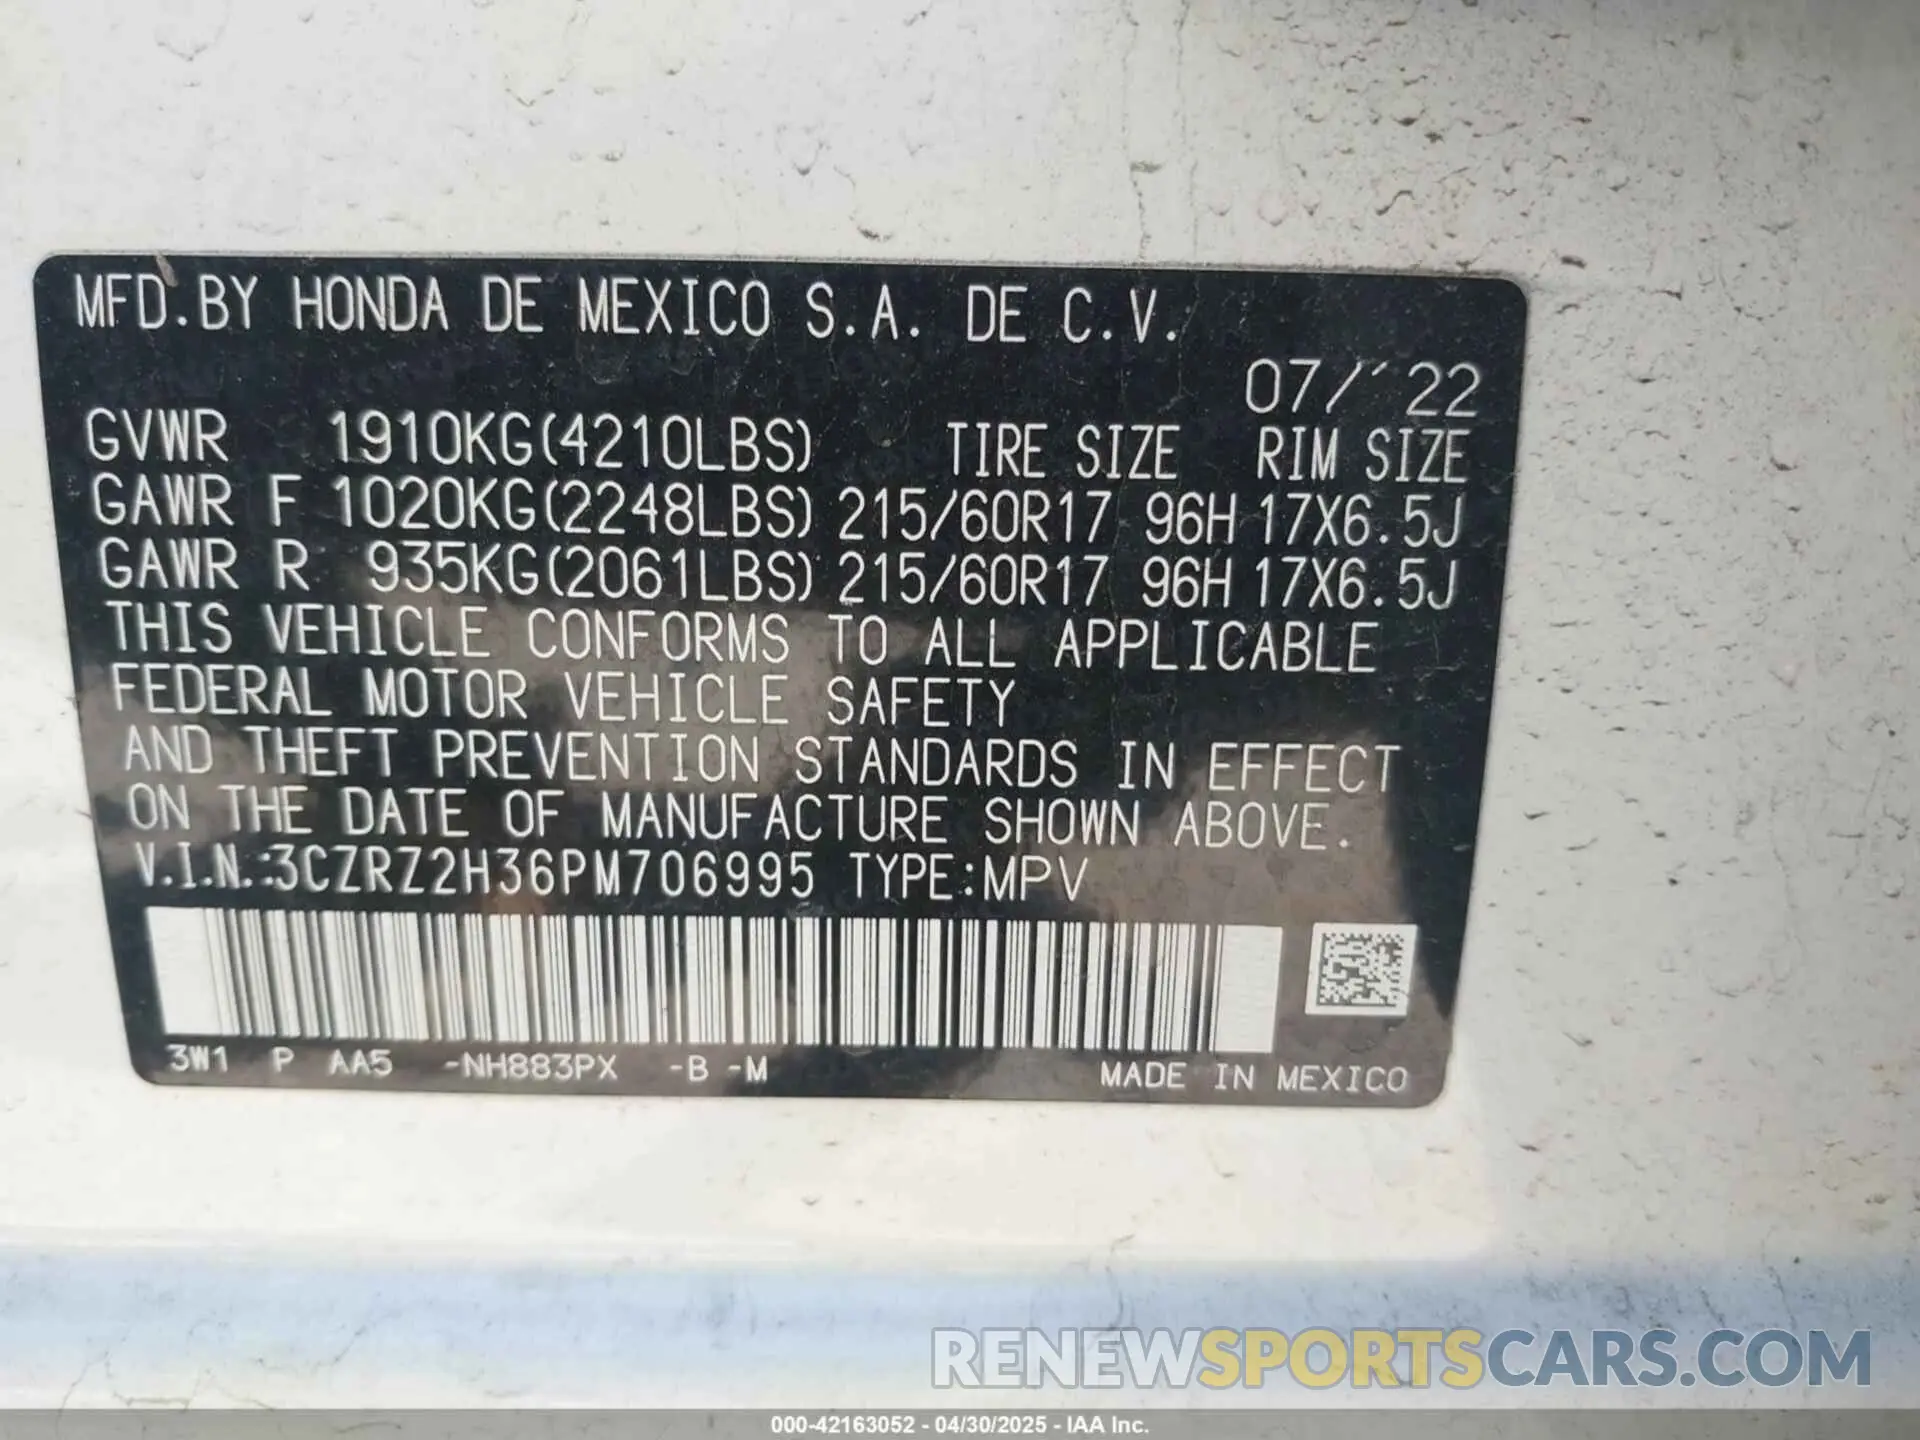 MFD.BY HONDA DE MEXICO S.A. DE C.V.
07/´22
GVWR 1910KG(4210LBS) TIRE SIZE RIM SIZE
GAWR F 1020KG(2248LBS) 215/60R17 96H 17X6.5J
GAWR R 935KG(2061LBS) 215/60R17 96H 17X6.5J
THIS VEHICLE CONFORMS TO ALL APPLICABLE
FEDERAL MOTOR VEHICLE SAFETY
AND THEFT PREVENTION STANDARDS IN EFFECT
ON THE DATE OF MANUFACTURE SHOWN ABOVE.
V.I.N.:3CZRZ2H36PM706995 TYPE:MPV
3W1 P AA5 -NH883PX -B -M MADE IN MEXICO
RENEWSPORTSCARS.COM
000-42163052 - 04/30/2025 - IAA Inc.